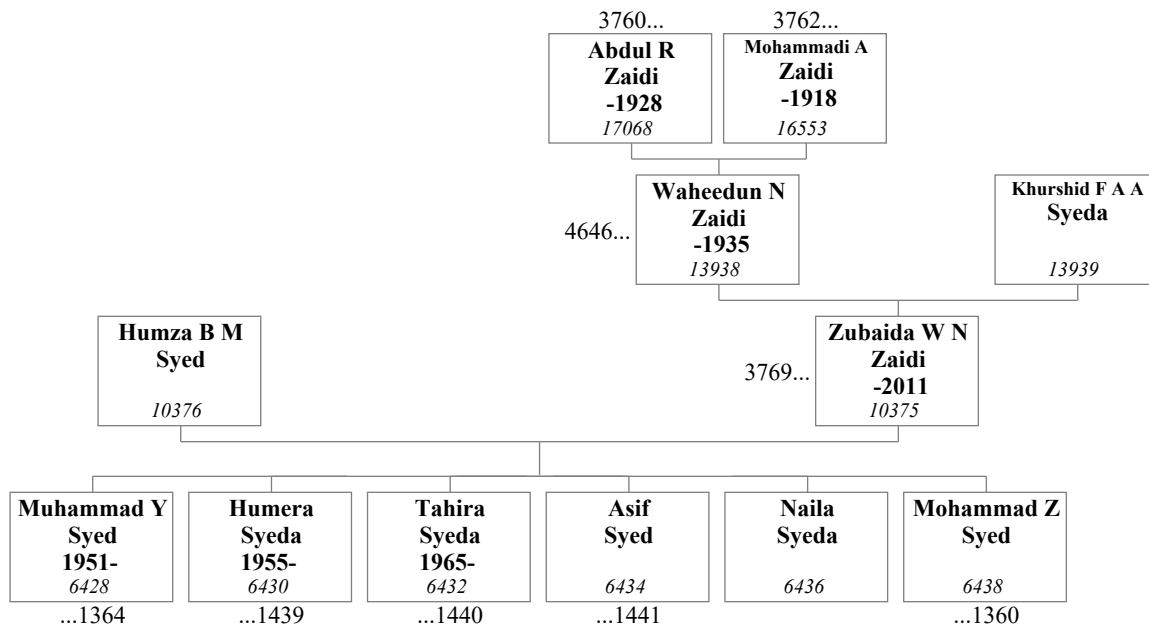 3760...
3762...
Abdul R
Zaidi
-1928
17068
Mohammadi A
Zaidi
-1918
16553
4646...
Waheedun N
Zaidi
-1935
13938
Khurshid F A A
Syeda
13939
Humza B M
Syed
10376
3769...
Zubaida W N
Zaidi
-2011
10375
Muhammad Y
Syed
1951-
6428
...1364
Humera
Syeda
1955-
6430
...1439
Tahira
Syeda
1965-
6432
...1440
Asif
Syed
6434
...1441
Naila
Syeda
6436
Mohammad Z
Syed
6438
...1360